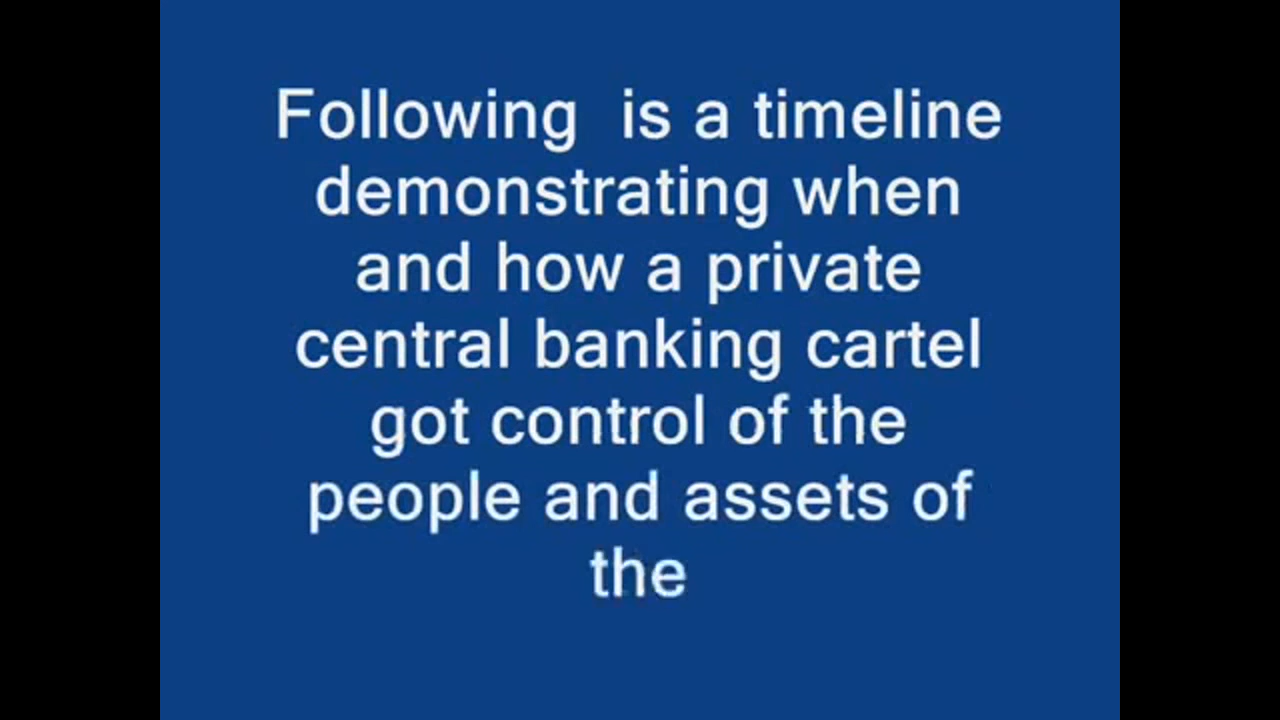 Following  is a timeline
demonstrating when
and how a private
central banking cartel
got control of the
people and assets of
the